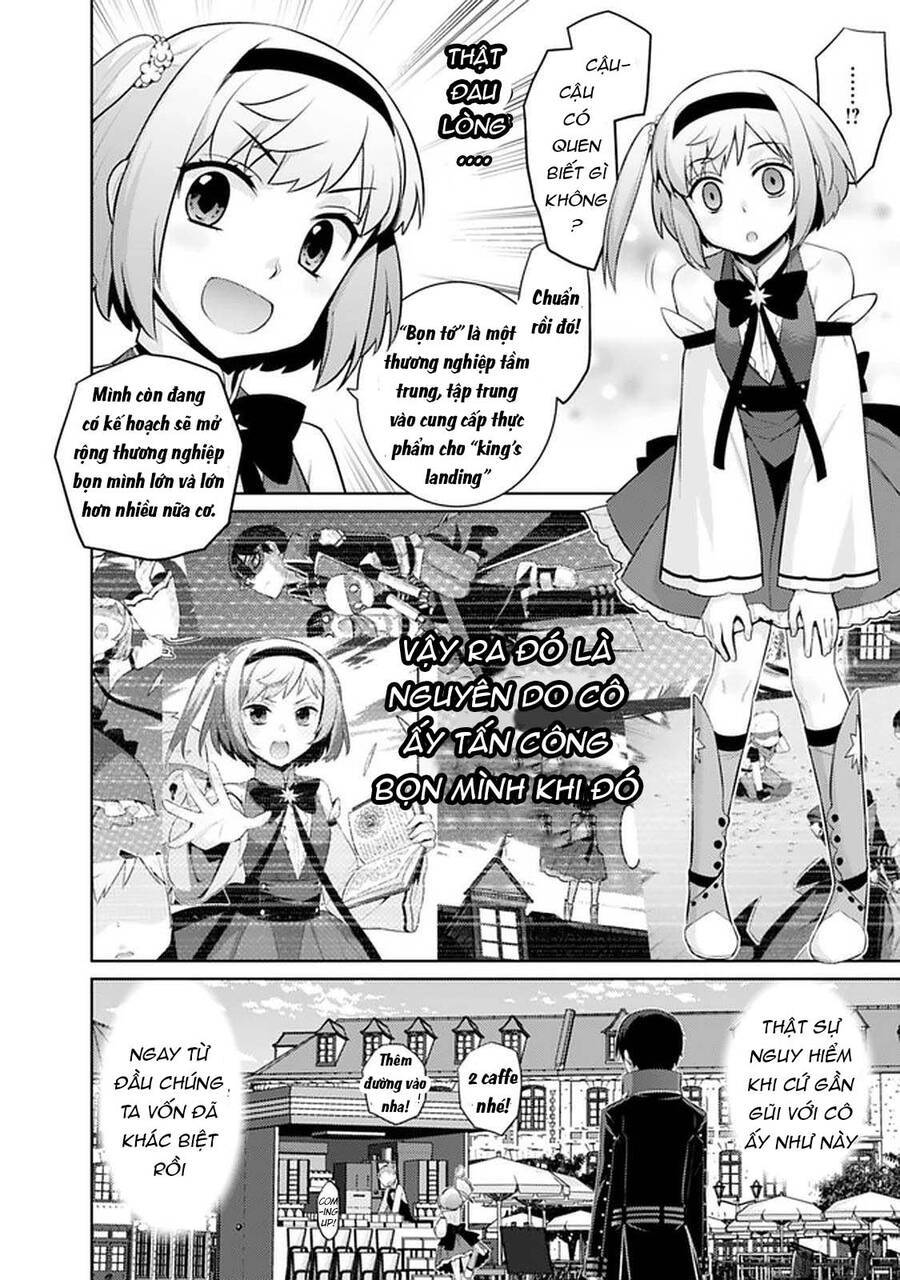 ......!?
CẬU-
CẬU CÓ
QUEN
BIẾT GÌ
KHÔNG
?
THẬT
ĐAU
LÒNG
....
Chuẩn
rồi đó!
“Bọn tớ” là một
thương nghiệp tầm
trung, tập trung
vào cung cấp thực
phẩm cho “king's
landing”
Mình còn đang
có kế hoạch sẽ mở
rộng thương nghiệp
bọn mình lớn và lớn
hơn nhiều nữa cơ.
VẬY RA ĐÓ LÀ
NGUYÊN DO CÔ
ẤY TẤN CÔNG
BỌN MÌNH KHI ĐÓ
THẬT SỰ
NGUY HIỂM
KHI CỨ GẦN
GŨI VỚI CÔ
ẤY NHƯ NÀY
2 caffe
nhé!
Thêm
đường vào
nha!
COM-
ING
UP!
NGAY TỪ
ĐẦU CHÚNG
TA VỐN ĐÃ
KHÁC BIỆT
RỒI